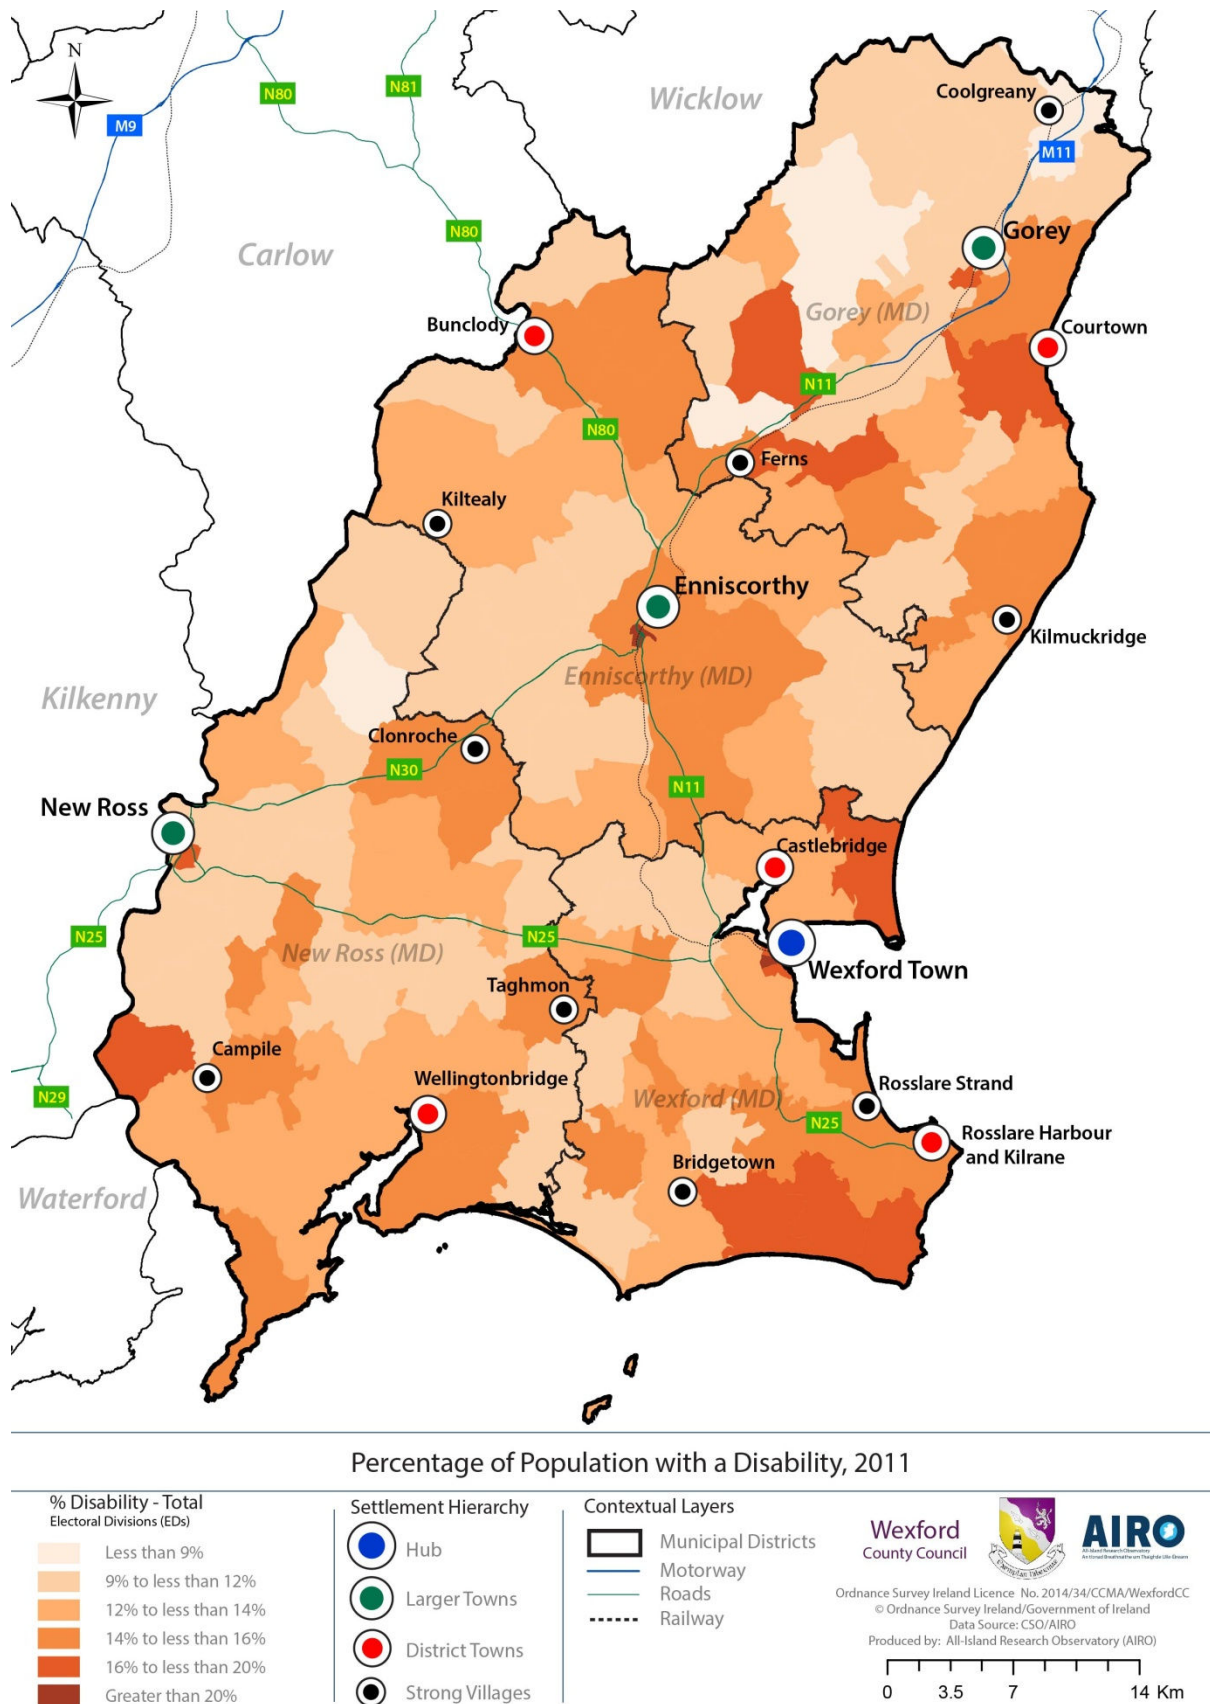 N
N80
N81
M9
Wicklow
Coolgreany
M11
N80
Carlow
Gorey
Gorey (MD)
Bunclody
Courtown
N11
N80
Ferns
Kiltealy
Enniscorthy
Kilmuckridge
Enniscorthy (MD)
Kilkenny
Clonroche
N30
N11
New Ross
Castlebridge
N25
N25
New Ross (MD)
Wexford Town
Taghmon
Campile
Wellingtonbridge
Rosslare Strand
N29
Wexford (MD)
N25
Rosslare Harbour
and Kilrane
Bridgetown
Waterford
Percentage of Population with a Disability, 2011
% Disability - Total
Electoral Divisions (EDs)
Less than 9%
9% to less than 12%
12% to less than 14%
14% to less than 16%
16% to less than 20%
Greater than 20%
Settlement Hierarchy
Hub
Larger Towns
District Towns
Strong Villages
Contextual Layers
Municipal Districts
Motorway
Roads
Railway
Wexford
County Council
AIRO
All-Island Research Observatory
Ordnance Survey Ireland Licence No. 2014/34/CCMA/WexfordCC
© Ordnance Survey Ireland/Government of Ireland
Data Source: CSO/AIRO
Produced by: All-Island Research Observatory (AIRO)
0 3.5 7 14 Km